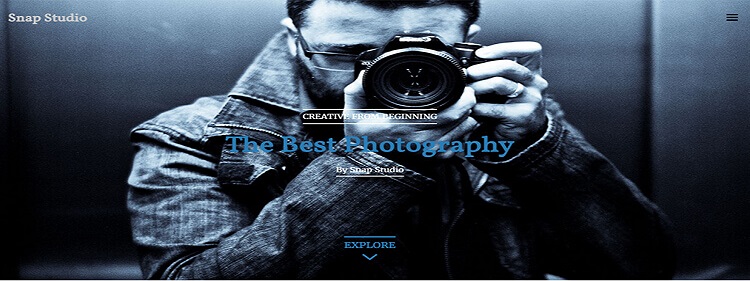 Snap Studio
CREATIVE FROM BEGINNING
The Best Photography
By Snap Studio
EXPLORE